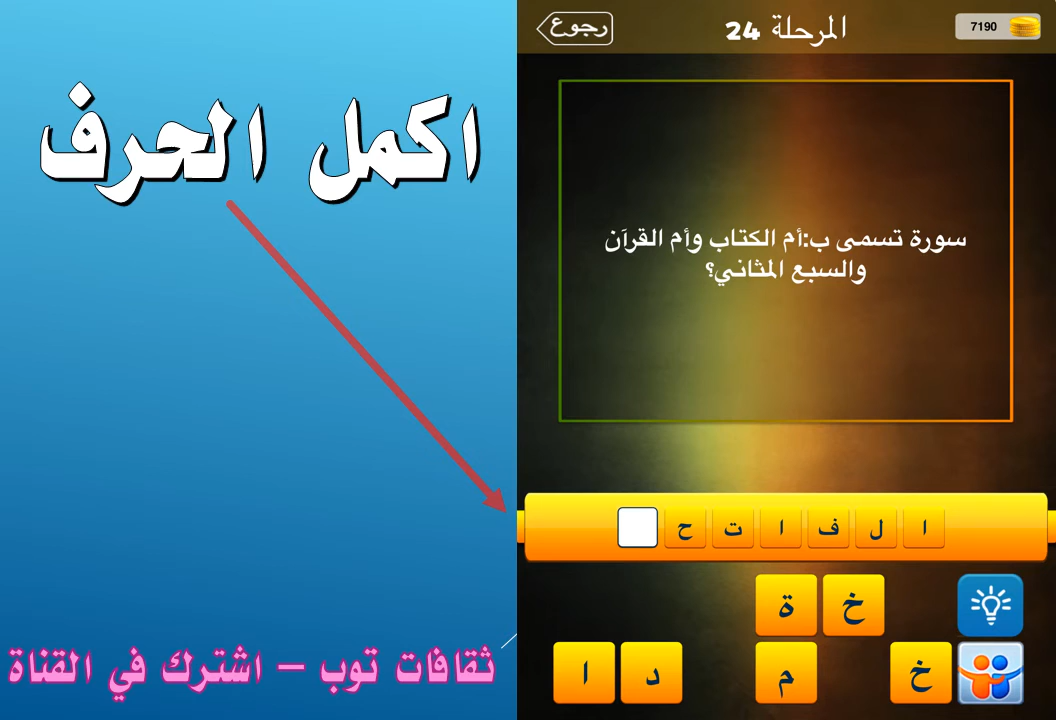 اكمل الحرف
ثقافات توب – اشترك في القناة
رجوع
المرحلة 24
7190
سورة تسمى ب:أم الكتاب وأم القرآن
والسبع المثاني؟
ا ل ف ا ت ح
خ ة
خ م د ا